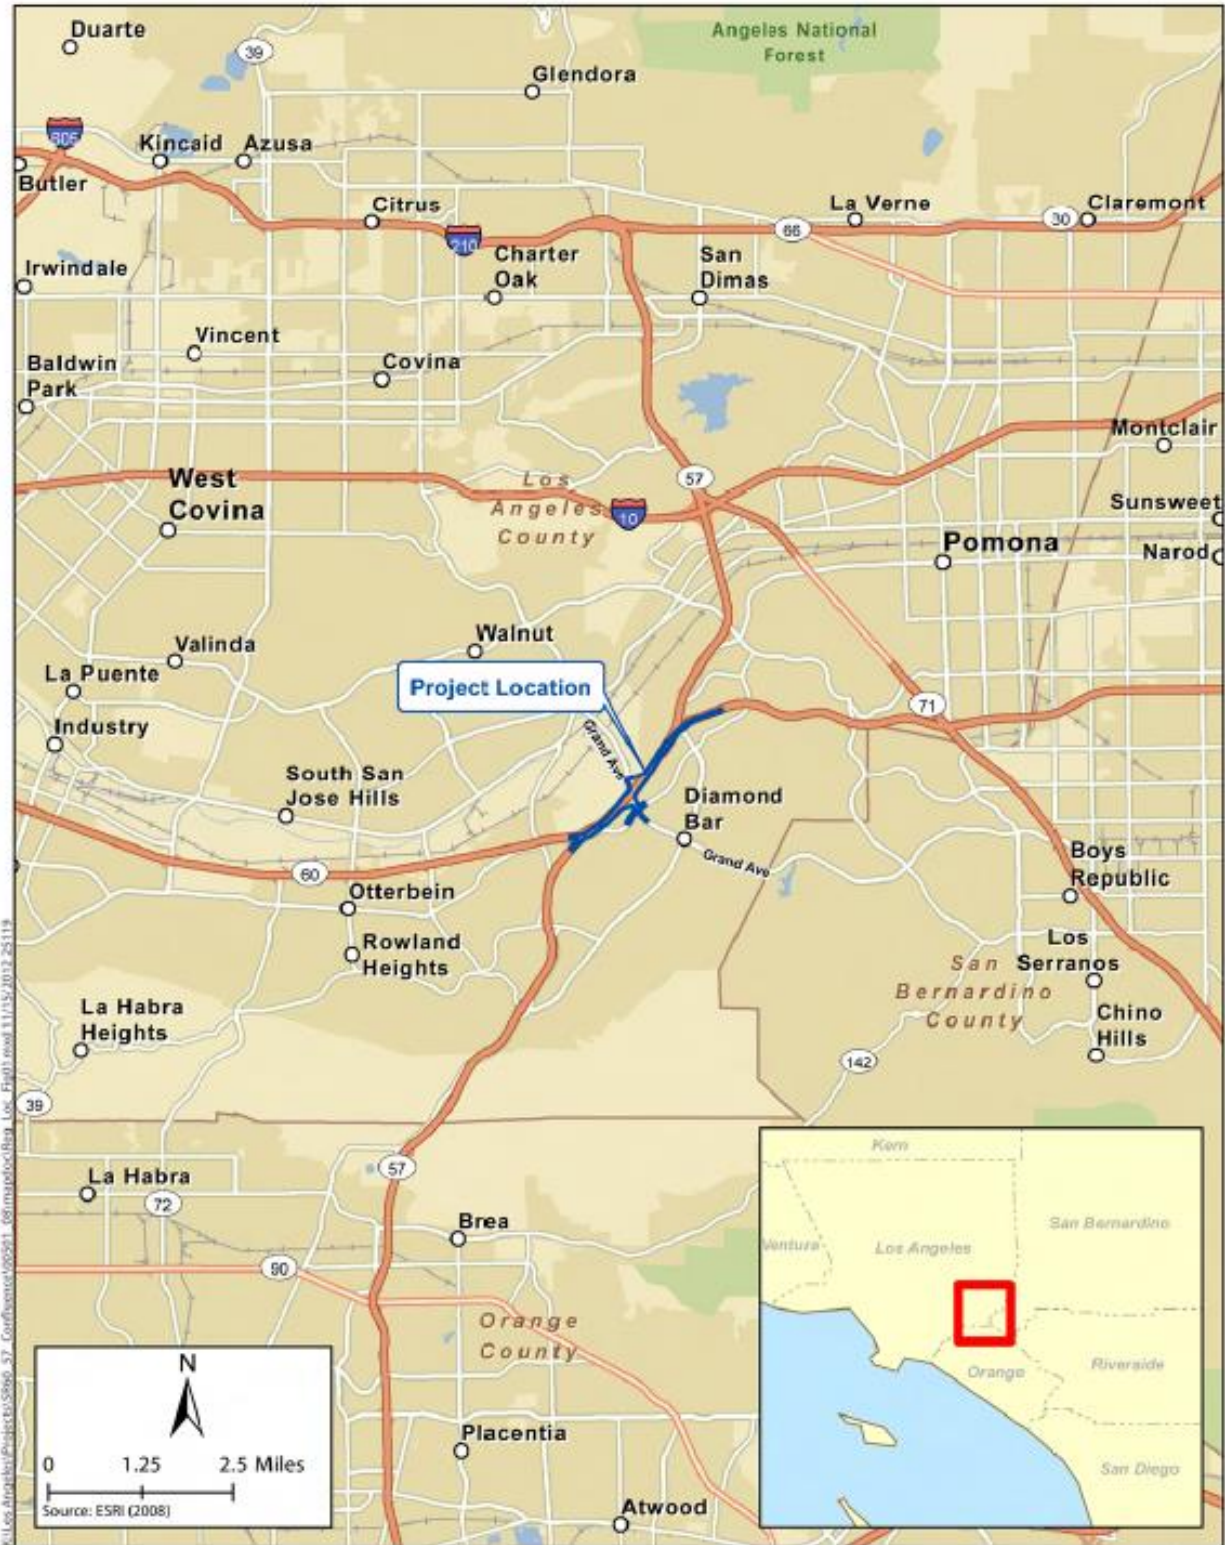 Duarte
39
Angeles National
Forest
Glendora
605
Kincaid
Azusa
Butler
Citrus
La Verne
30
Claremont
66
210
Irwindale
Charter
Oak
San
Dimas
Vincent
Baldwin
Park
Covina
Montclair
West
Covina
Los
Angeles
County
57
10
Sunsweet
Pomona
Narod
Walnut
Valinda
La Puente
Project Location
Industry
71
Grand Ave
South San
Jose Hills
Diamond
Bar
Grand Ave
60
Boys
Republic
Otterbein
Rowland
Heights
Los
Serranos
San
Bernardino
County
La Habra
Heights
Chino
Hills
142
39
57
La Habra
72
Brea
90
Orange
County
Placentia
Atwood
Kern
San Bernardino
Ventura
Los Angeles
Orange
Riverside
San Diego
N
0 1.25 2.5 Miles
Source: ESRI (2008)